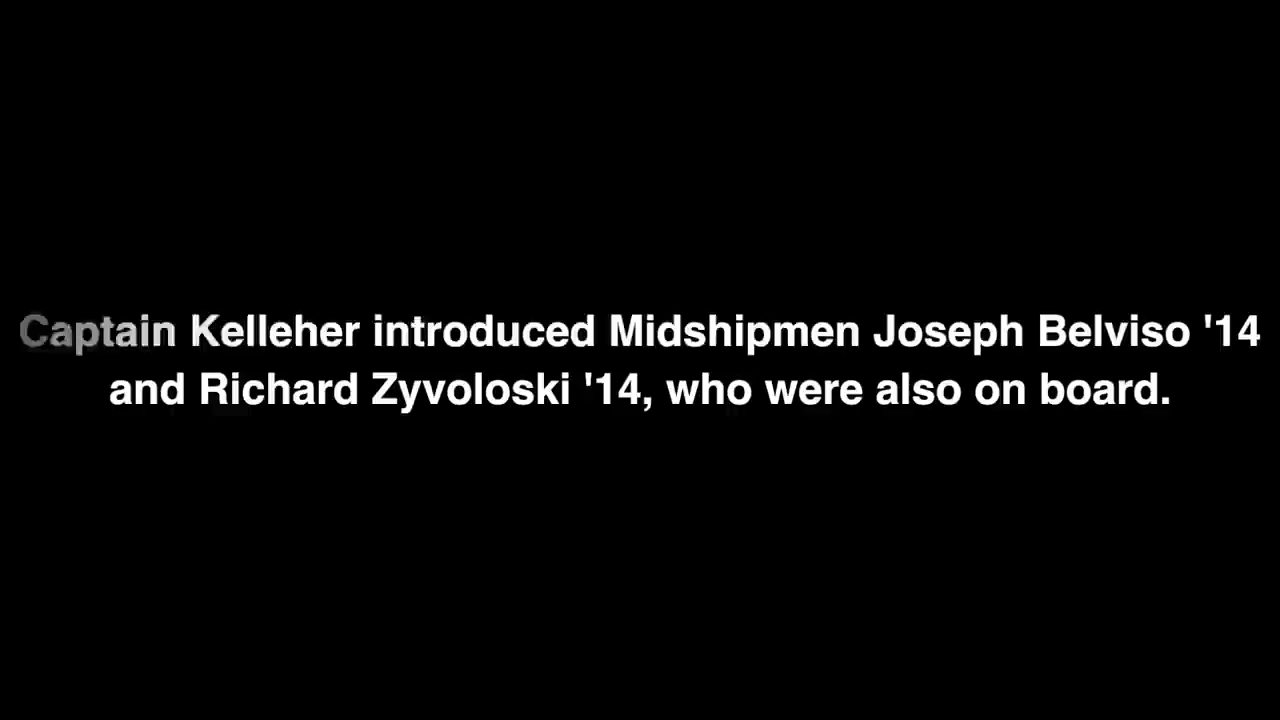 Captain Kelleher introduced Midshipmen Joseph Belviso '14
and Richard Zyvoloski '14, who were also on board.